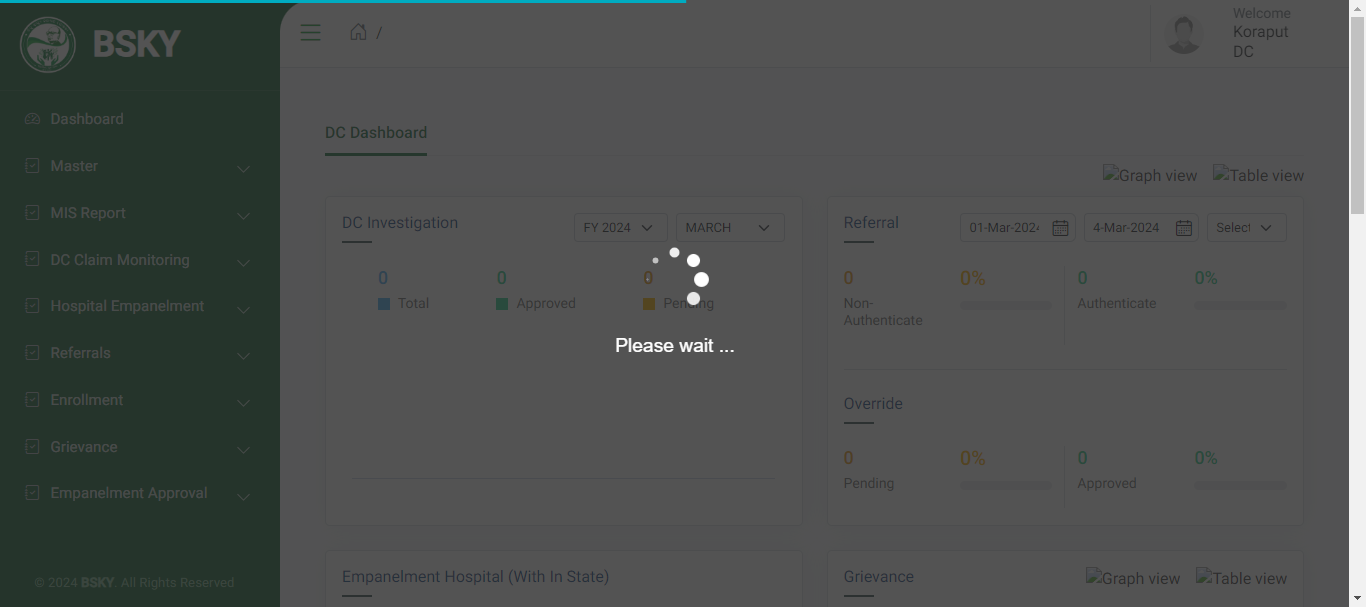 BSKY
/
Welcome
Koraput
DC
Dashboard
Master
MIS Report
DC Claim Monitoring
Hospital Empanelment
Referrals
Enrollment
Grievance
Empanelment Approval
© 2024 BSKY. All Rights Reserved
DC Dashboard
Graph view Table view
DC Investigation FY 2024 MARCH
0 0 0
Total Approved Pending
Please wait ...
Referral 01-Mar-2024 4-Mar-2024 Select
0 0% 0 0%
Non-
Authenticate
Authenticate
Override
0 0% 0 0%
Pending Approved
Empanelment Hospital (With In State)
Grievance Graph view Table view